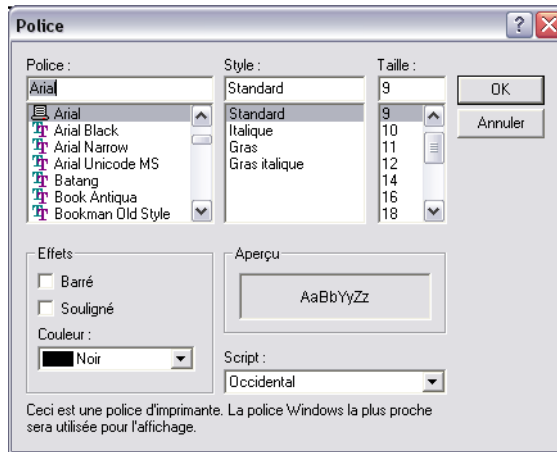 Police
Police :
Style :
Taille :
Arial
Standard
9
OK
Annuler
Arial
Arial Black
Arial Narrow
Arial Unicode MS
Batang
Book Antiqua
Bookman Old Style
Standard
Italique
Gras
Gras italique
9
10
11
12
14
16
18
Effets
Barré
Souligné
Couleur :
Noir
Aperçu
AaBbYyZz
Script :
Occidental
Ceci est une police d'imprimante. La police Windows la plus proche
sera utilisée pour l'affichage.